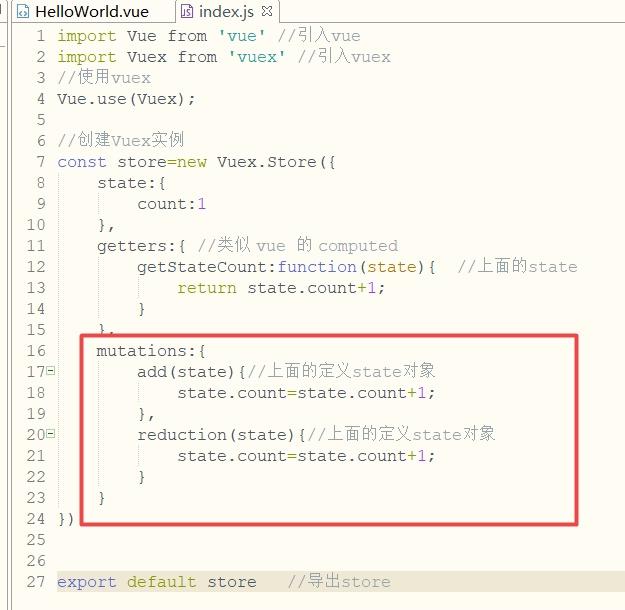 HelloWorld.vue index.js
1 import Vue from 'vue' //引入vue
2 import Vuex from 'vuex' //引入vuex
3 //使用vuex
4 Vue.use(Vuex);
5
6 //创建Vuex实例
7 const store=new Vuex.Store({
8 state:{
9 count:1
10 },
11 getters:{ //类似 vue 的 computed
12 getStateCount:function(state){ //上面的state
13 return state.count+1;
14 }
15 },
16 mutations:{
17 add(state){//上面的定义state对象
18 state.count=state.count+1;
19 },
20 reduction(state){//上面的定义state对象
21 state.count=state.count+1;
22 }
23 }
24 })
25
26
27 export default store //导出store